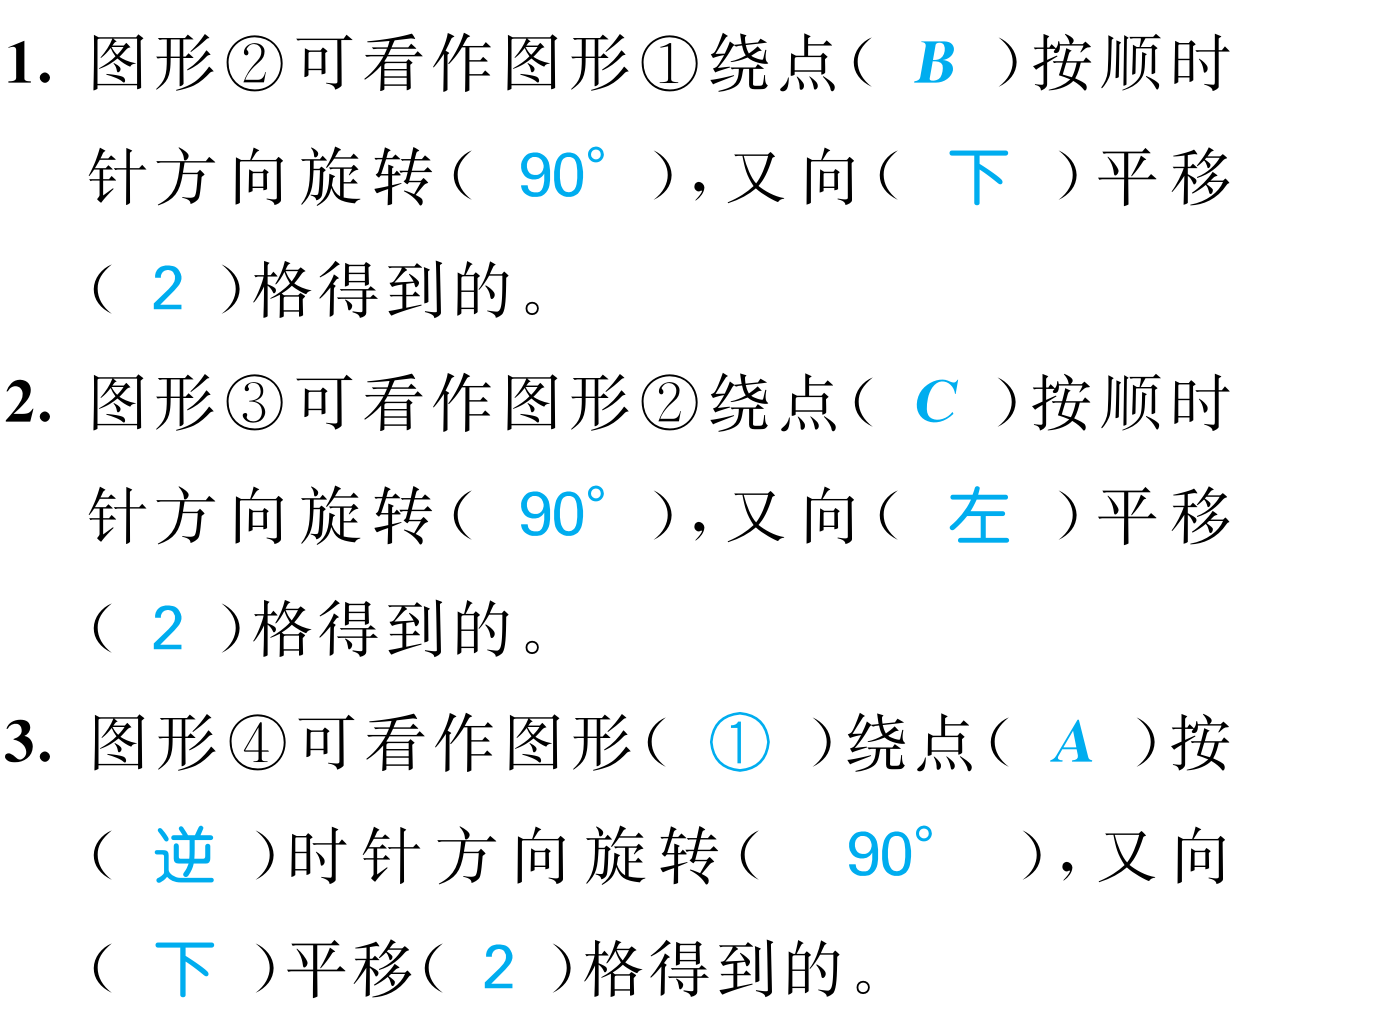 1. 图形②可看作图形①绕点( B )按顺时
针方向旋转( 90° ),又向( 下 )平移
( 2 )格得到的。
2. 图形③可看作图形②绕点( C )按顺时
针方向旋转( 90° ),又向( 左 )平移
( 2 )格得到的。
3. 图形④可看作图形( ① )绕点( A )按
( 逆 )时针方向旋转( 90° ),又向
( 下 )平移( 2 )格得到的。